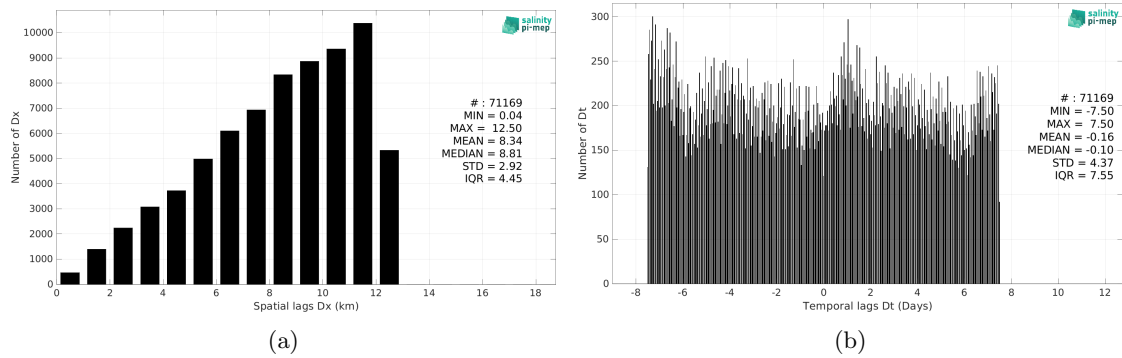 10000
9000
8000
7000
6000
5000
4000
3000
2000
1000
0
Number of Dx
0 2 4 6 8 10 12 14 16 18
Spatial lags Dx (km)
salinity
pi-mep
# : 71169
MIN = 0.04
MAX = 12.50
MEAN = 8.34
MEDIAN = 8.81
STD = 2.92
IQR = 4.45
(a)
300
250
200
150
100
50
0
Number of Dt
-8 -6 -4 -2 0 2 4 6 8 10 12
Temporal lags Dt (Days)
salinity
pi-mep
# : 71169
MIN = -7.50
MAX = 7.50
MEAN = -0.16
MEDIAN = -0.10
STD = 4.37
IQR = 7.55
(b)